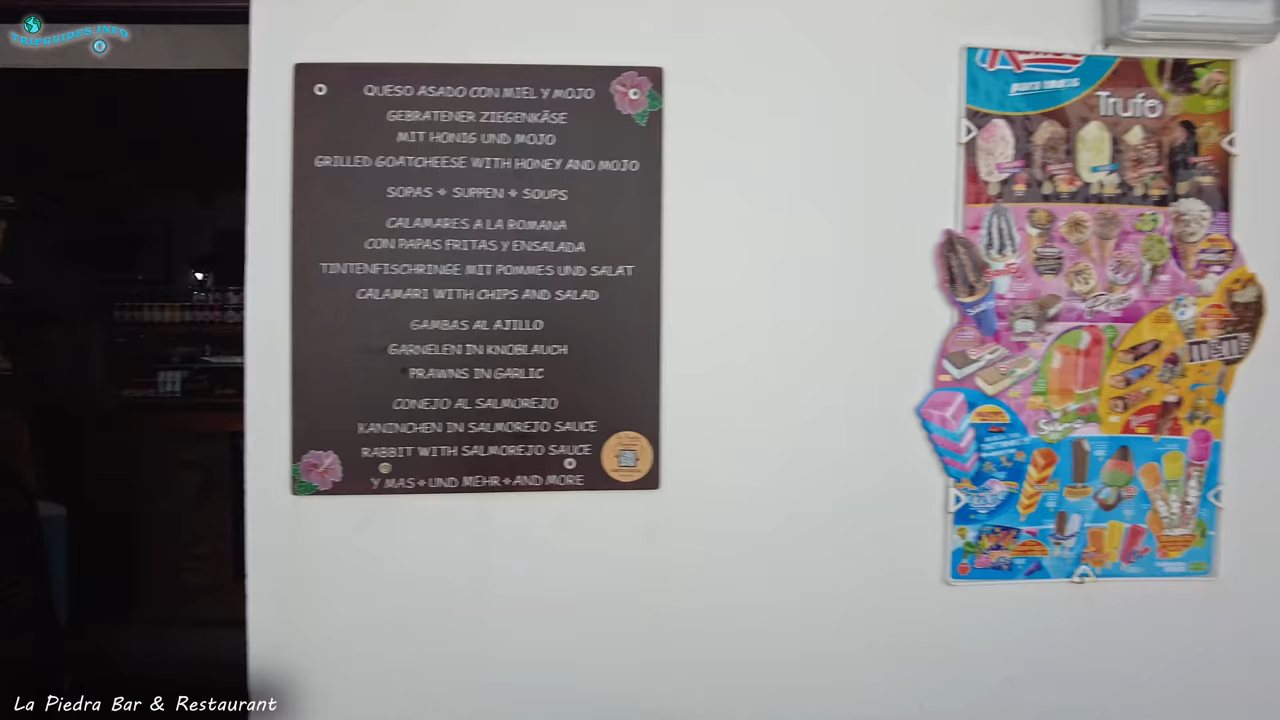 TRIPGUIDES.INFO
QUESO ASADO CON MIEL Y MOJO
GEBRATENER ZIEGENKÄSE
MIT HONIG UND MOJO
GRILLED GOATCHEESE WITH HONEY AND MOJO
SOPAS + SUPPEN + SOUPS
CALAMARES A LA ROMANA
CON PAPAS FRITAS Y ENSALADA
TINTENFISCHRINGE MIT POMMES UND SALAT
CALAMARI WITH CHIPS AND SALAD
GAMBAS AL AJILLO
GARNELEN IN KNOBLAUCH
PRAWNS IN GARLIC
CONEJO AL SALMOREJO
KANINCHEN IN SALMOREJO SAUCE
RABBIT WITH SALMOREJO SAUCE
Y MAS + UND MEHR + AND MORE
Trufo
m&m's
La Piedra Bar & Restaurant